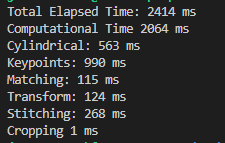 Total Elapsed Time: 2414 ms
Computational Time 2064 ms
Cylindrical: 563 ms
Keypoints: 990 ms
Matching: 115 ms
Transform: 124 ms
Stitching: 268 ms
Cropping 1 ms